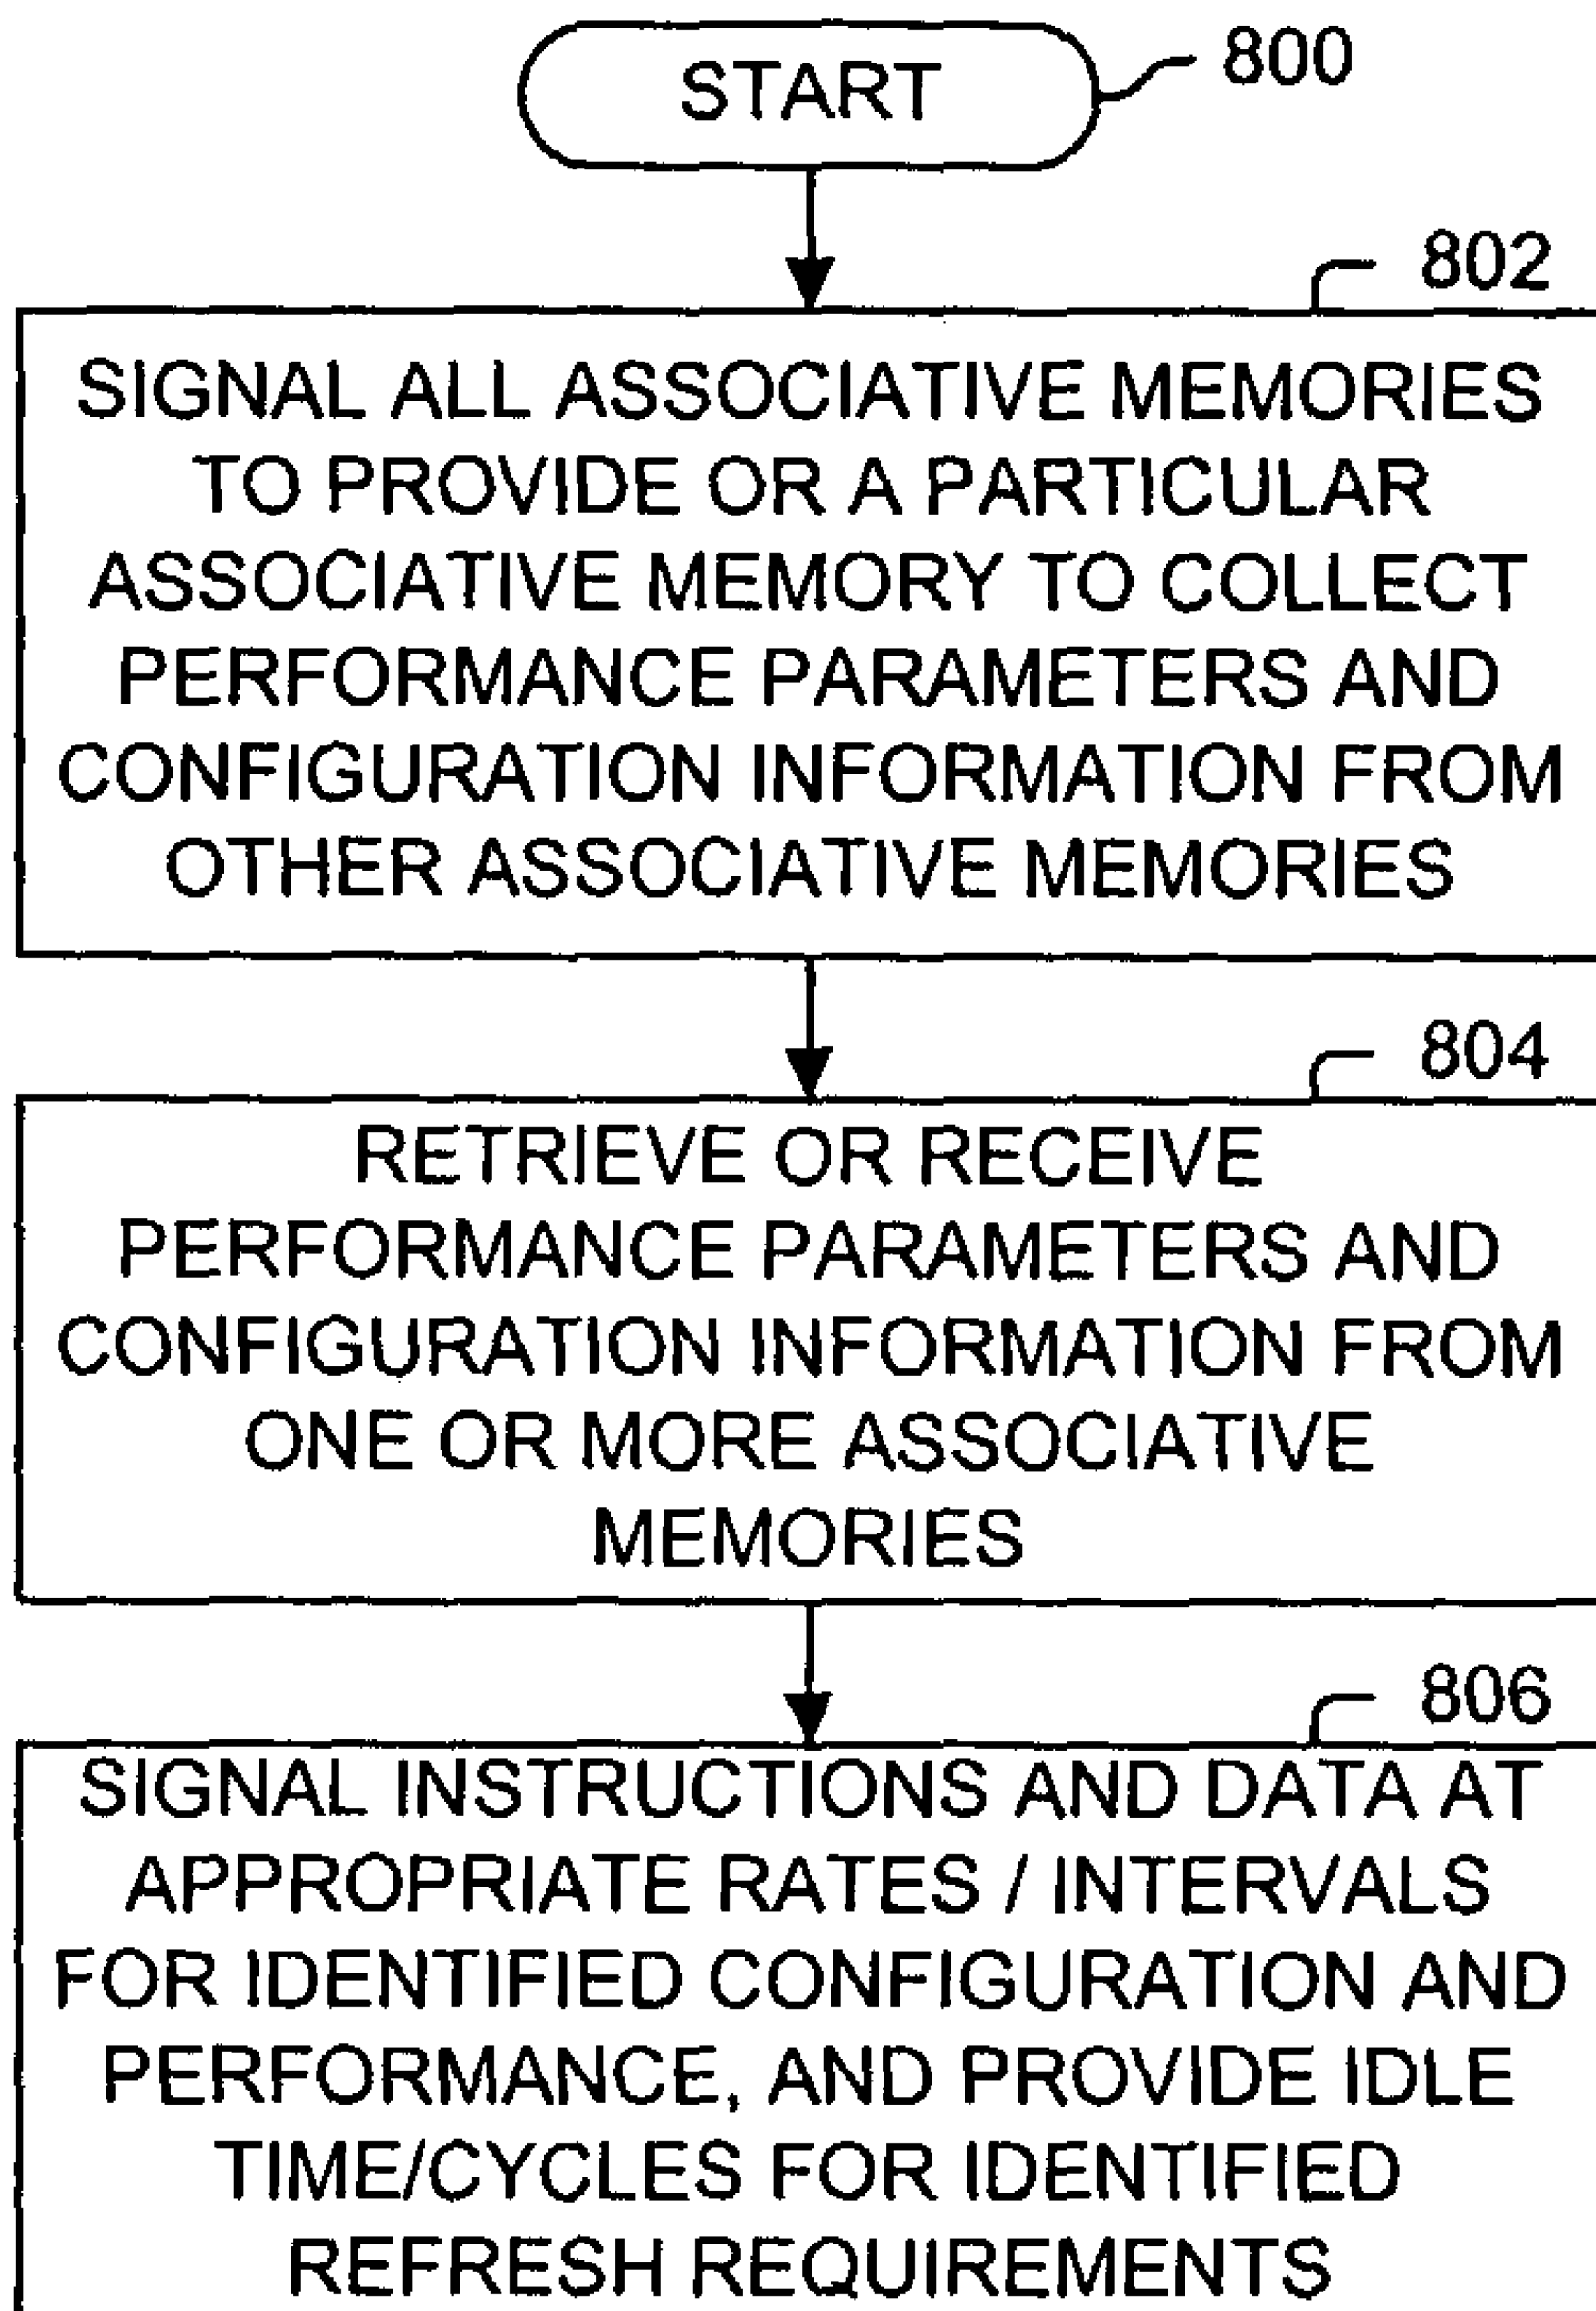 START
800
802
SIGNAL ALL ASSOCIATIVE MEMORIES
TO PROVIDE OR A PARTICULAR
ASSOCIATIVE MEMORY TO COLLECT
PERFORMANCE PARAMETERS AND
CONFIGURATION INFORMATION FROM
OTHER ASSOCIATIVE MEMORIES
804
RETRIEVE OR RECEIVE
PERFORMANCE PARAMETERS AND
CONFIGURATION INFORMATION FROM
ONE OR MORE ASSOCIATIVE
MEMORIES
806
SIGNAL INSTRUCTIONS AND DATA AT
APPROPRIATE RATES / INTERVALS
FOR IDENTIFIED CONFIGURATION AND
PERFORMANCE, AND PROVIDE IDLE
TIME/CYCLES FOR IDENTIFIED
REFRESH REQUIREMENTS